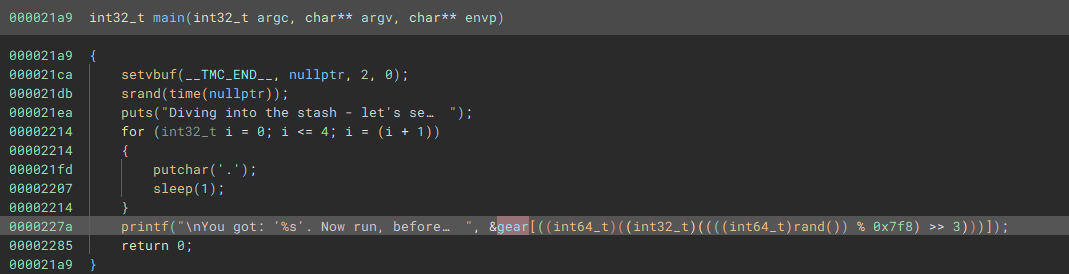 000021a9 int32_t main(int32_t argc, char** argv, char** envp)
000021a9 {
000021ca setvbuf(__TMC_END__, nullptr, 2, 0);
000021db srand(time(nullptr));
000021ea puts("Diving into the stash - let's se… ");
00002214 for (int32_t i = 0; i <= 4; i = (i + 1))
00002214 {
000021fd putchar('.');
00002207 sleep(1);
00002214 }
0000227a printf("\nYou got: '%s'. Now run, before… ", &gear[((int64_t)((int32_t)((((int64_t)rand()) % 0x7f8) >> 3)))]);
00002285 return 0;
000021a9 }